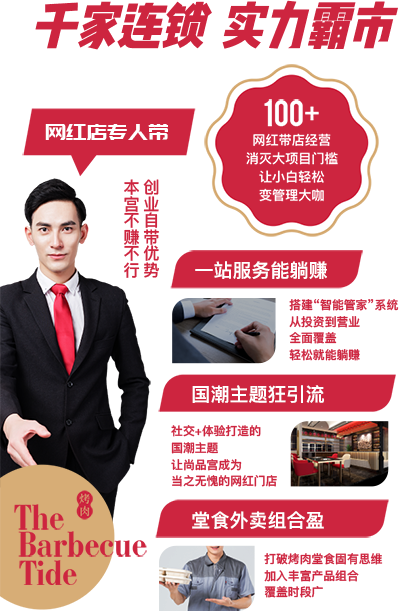 千家连锁 实力霸市
网红店专人带
100+
网红带店经营
消灭大项目门槛
让小白轻松
变管理大咖
创业自带优势
本宫不赚不行
一站服务能躺赚
搭建“智能管家”系统
从投资到营业
全面覆盖
轻松就能躺赚
国潮主题狂引流
社交+体验打造的
国潮主题
让尚品宫成为
当之无愧的网红门店
堂食外卖组合盈
打破烤肉堂食固有思维
加入丰富产品组合
覆盖时段广
烤肉
The
Barbecue
Tide